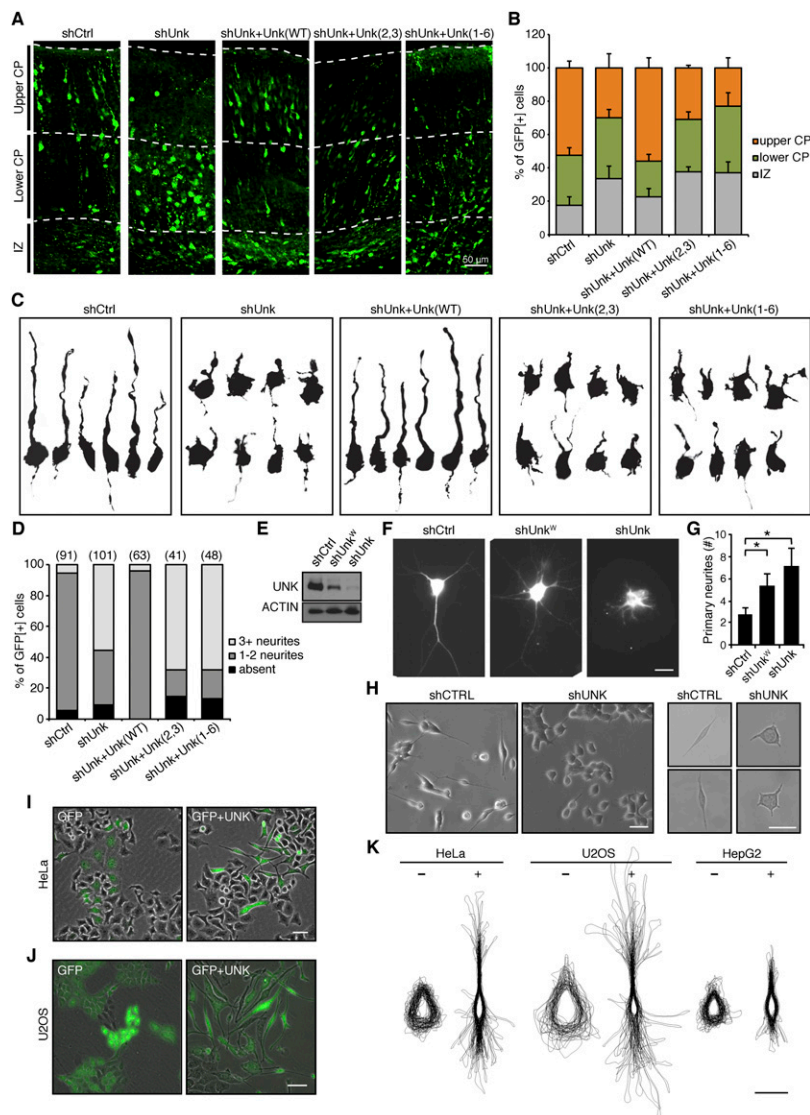 A
shCtrl
shUnk
shUnk+Unk(WT)
shUnk+Unk(2,3)
shUnk+Unk(1-6)
Upper CP
Lower CP
IZ
50 µm
B
% of GFP[+] cells
120
100
80
60
40
20
0
upper CP
lower CP
IZ
shCtrl
shUnk
shUnk+Unk(WT)
shUnk+Unk(2,3)
shUnk+Unk(1-6)
C
shCtrl
shUnk
shUnk+Unk(WT)
shUnk+Unk(2,3)
shUnk+Unk(1-6)
D
(91)
(101)
(63)
(41)
(48)
% of GFP[+] cells
100
80
60
40
20
0
3+ neurites
1-2 neurites
absent
shCtrl
shUnk
shUnk+Unk(WT)
shUnk+Unk(2,3)
shUnk+Unk(1-6)
E
shCtrl
shUnkᵂ
shUnk
UNK
ACTIN
F
shCtrl
shUnkᵂ
shUnk
G
Primary neurites (#)
10
8
6
4
2
0
*
*
shCtrl
shUnkᵂ
shUnk
H
shCTRL
shUNK
shCTRL
shUNK
I
HeLa
GFP
GFP+UNK
J
U2OS
GFP
GFP+UNK
K
HeLa
U2OS
HepG2
− +
− +
− +